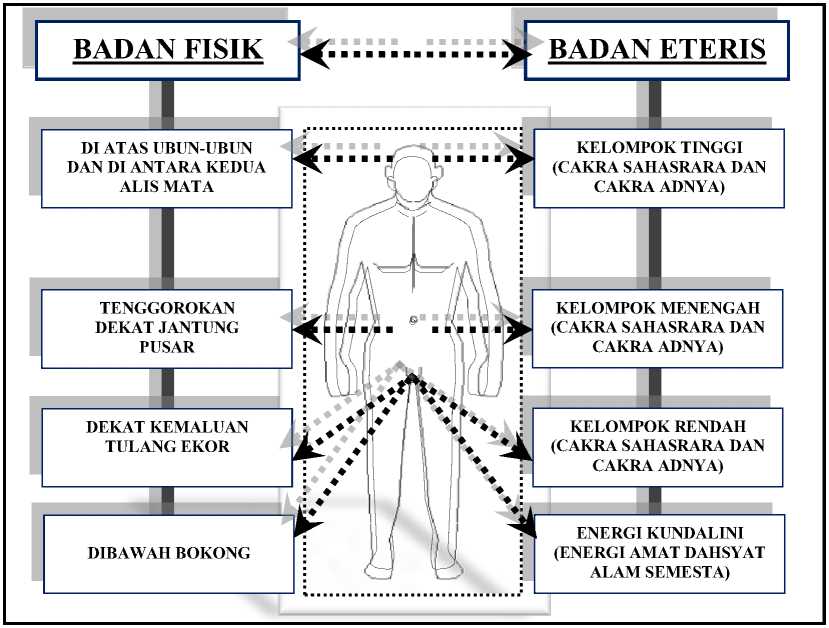 BADAN FISIK
BADAN ETERIS
DI ATAS UBUN-UBUN
DAN DI ANTARA KEDUA
ALIS MATA
KELOMPOK TINGGI
(CAKRA SAHASRARA DAN
CAKRA ADNYA)
TENGGOROKAN
DEKAT JANTUNG
PUSAR
KELOMPOK MENENGAH
(CAKRA SAHASRARA DAN
CAKRA ADNYA)
DEKAT KEMALUAN
TULANG EKOR
KELOMPOK RENDAH
(CAKRA SAHASRARA DAN
CAKRA ADNYA)
DIBAWAH BOKONG
ENERGI KUNDALINI
(ENERGI AMAT DAHSYAT
ALAM SEMESTA)